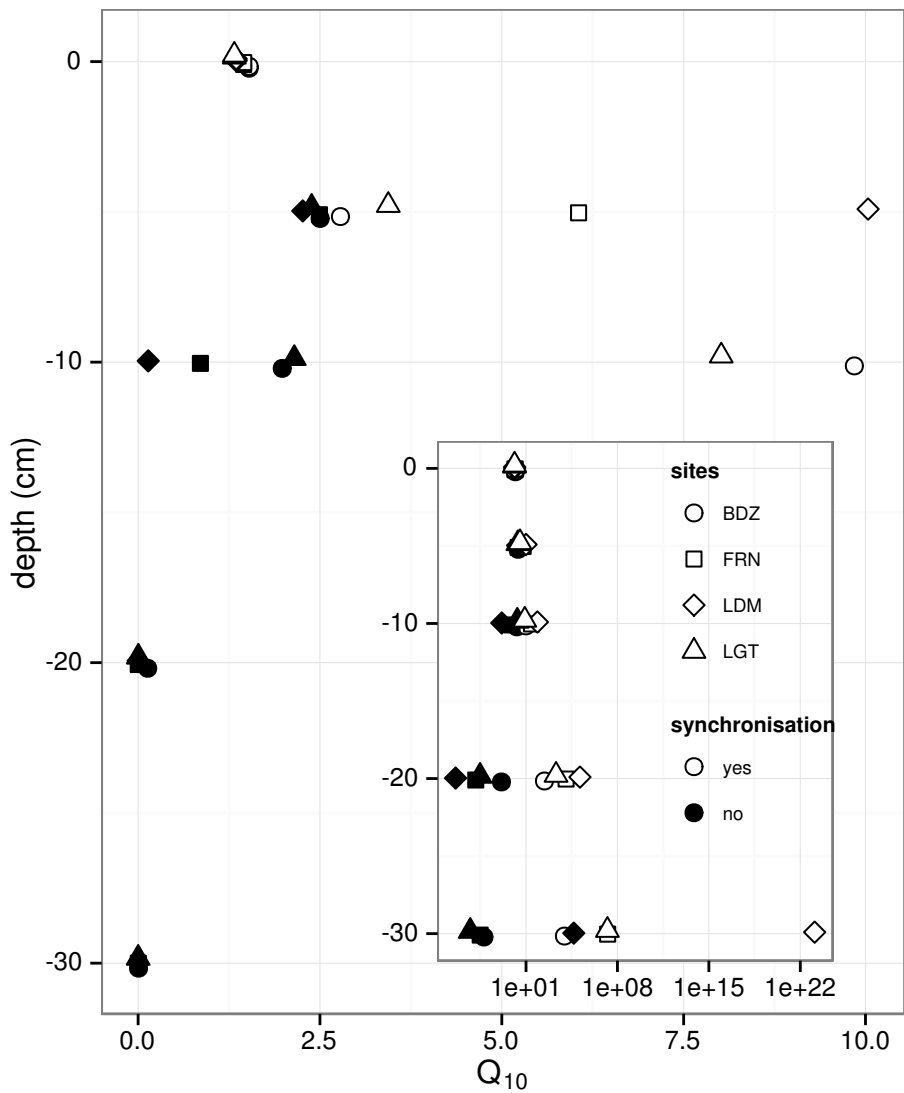 0
-10
-20
-30
depth (cm)
0.0 2.5 5.0 7.5 10.0
Q10
0
-10
-20
-30
1e+01 1e+08 1e+15 1e+22
sites
BDZ
FRN
LDM
LGT
synchronisation
yes
no